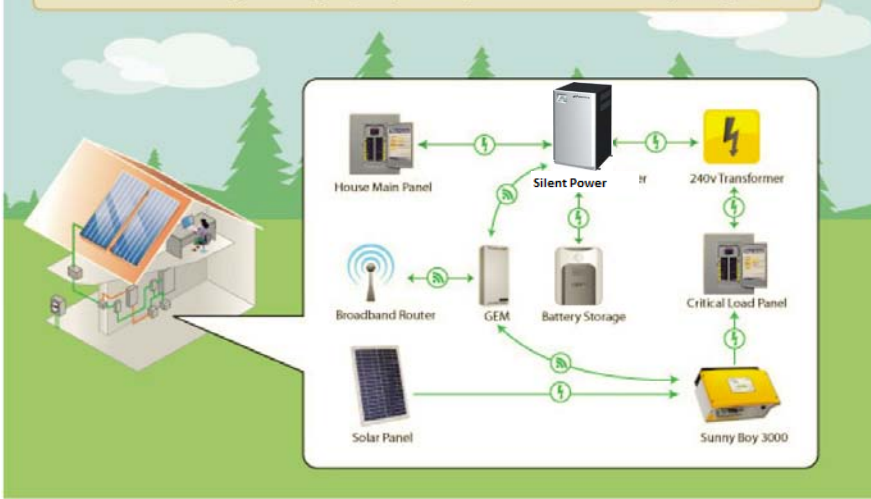 House Main Panel
Silent Power
er
240v Transformer
Broadband Router
GEM
Battery Storage
Critical Load Panel
Solar Panel
Sunny Boy 3000